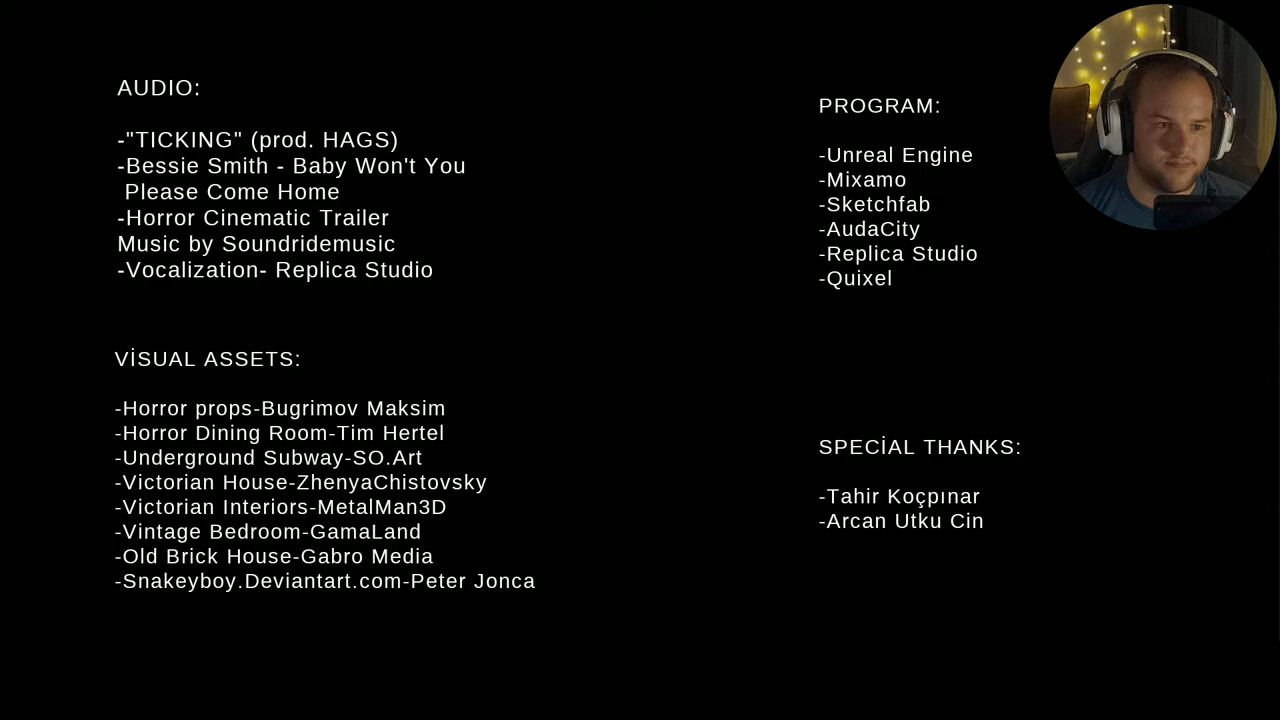 AUDIO:
-"TICKING" (prod. HAGS)
-Bessie Smith - Baby Won't You
Please Come Home
-Horror Cinematic Trailer
Music by Soundridemusic
-Vocalization- Replica Studio
VİSUAL ASSETS:
-Horror props-Bugrimov Maksim
-Horror Dining Room-Tim Hertel
-Underground Subway-SO.Art
-Victorian House-ZhenyaChistovsky
-Victorian Interiors-MetalMan3D
-Vintage Bedroom-GamaLand
-Old Brick House-Gabro Media
-Snakeyboy.Deviantart.com-Peter Jonca
PROGRAM:
-Unreal Engine
-Mixamo
-Sketchfab
-AudaCity
-Replica Studio
-Quixel
SPECİAL THANKS:
-Tahir Koçpınar
-Arcan Utku Cin